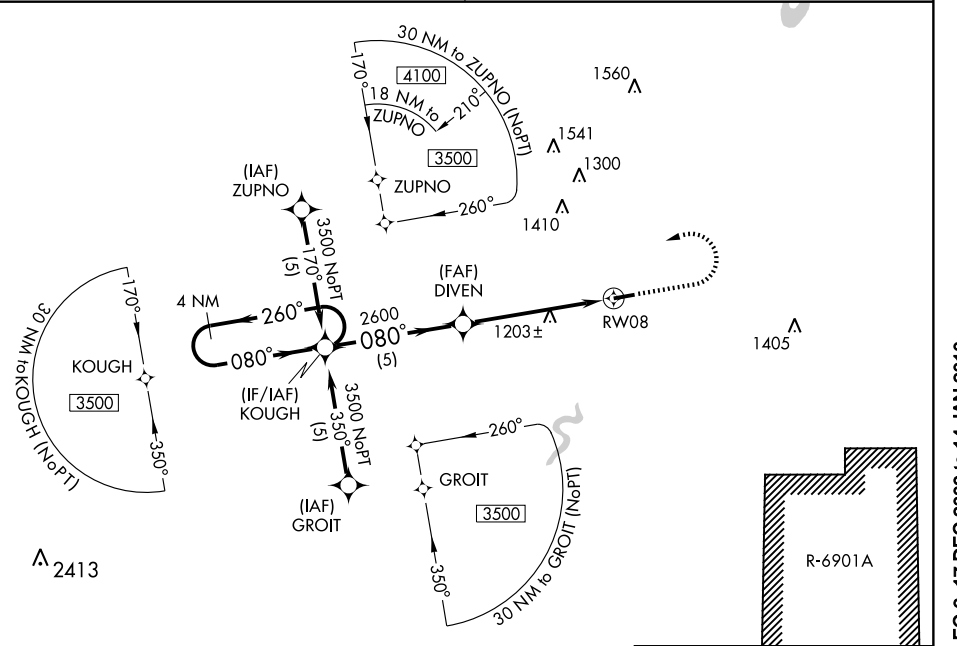 30 NM to ZUPNO (NoPT)
170°
4100
18 NM to
ZUPNO
210°
3500
ZUPNO
260°
1560
1541
1300
1410
(IAF)
ZUPNO
3500 NoPT
170°
(5)
30 NM to KOUGH (NoPT)
170°
KOUGH
3500
350°
4 NM
260°
080°
(IF/IAF)
KOUGH
2600
080°
(5)
(FAF)
DIVEN
1203±
RW08
1405
3500 NoPT
350°
(5)
(IAF)
GROIT
260°
GROIT
3500
350°
30 NM to GROIT (NoPT)
2413
R-6901A